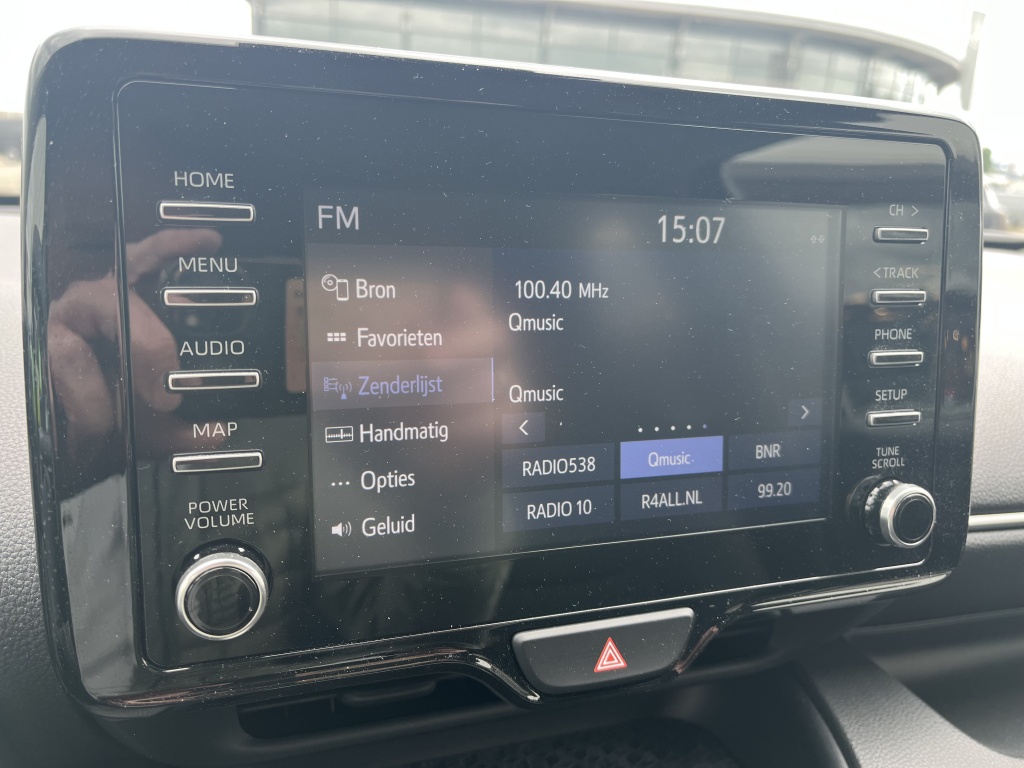 HOME
MENU
AUDIO
MAP
POWER
VOLUME
FM
15:07
Bron
Favorieten
Zenderlijst
Handmatig
...
Opties
Geluid
100.40 MHz
Qmusic
Qmusic
<
>
RADIO538
Qmusic
BNR
RADIO 10
R4ALL.NL
99.20
CH >
< TRACK
PHONE
SETUP
TUNE
SCROLL